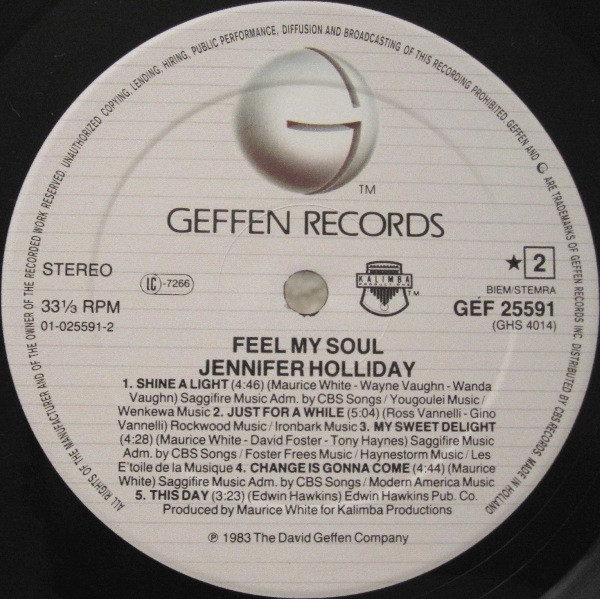 ALL RIGHTS OF THE MANUFACTURER AND OF THE OWNER OF THE RECORDED WORK RESERVED. UNAUTHORIZED COPYING, LENDING, HIRING, PUBLIC PERFORMANCE, DIFFUSION AND BROADCASTING OF THIS RECORDING PROHIBITED. GEFFEN AND G ARE TRADEMARKS OF GEFFEN RECORDS INC. DISTRIBUTED BY CBS RECORDS. MADE IN HOLLAND
TM
GEFFEN RECORDS
STEREO
LC-7266
KALIMBA
PRODUCTIONS
TM.
★ 2
BIEM/STEMRA
33⅓ RPM
GEF 25591
01-025591-2
(GHS 4014)
FEEL MY SOUL
JENNIFER HOLLIDAY
1. SHINE A LIGHT (4:46) (Maurice White - Wayne Vaughn - Wanda
Vaughn) Saggifire Music Adm. by CBS Songs / Yougoulei Music /
Wenkewa Music 2. JUST FOR A WHILE (5:04) (Ross Vannelli - Gino
Vannelli) Rockwood Music / Ironbark Music 3. MY SWEET DELIGHT
(4:28) (Maurice White - David Foster - Tony Haynes) Saggifire Music
Adm. by CBS Songs / Foster Frees Music / Haynestorm Music / Les
E'toile de la Musique 4. CHANGE IS GONNA COME (4:44) (Maurice
White) Saggifire Music Adm. by CBS Songs / Modern America Music
5. THIS DAY (3:23) (Edwin Hawkins) Edwin Hawkins Pub. Co.
Produced by Maurice White for Kalimba Productions
℗ 1983 The David Geffen Company